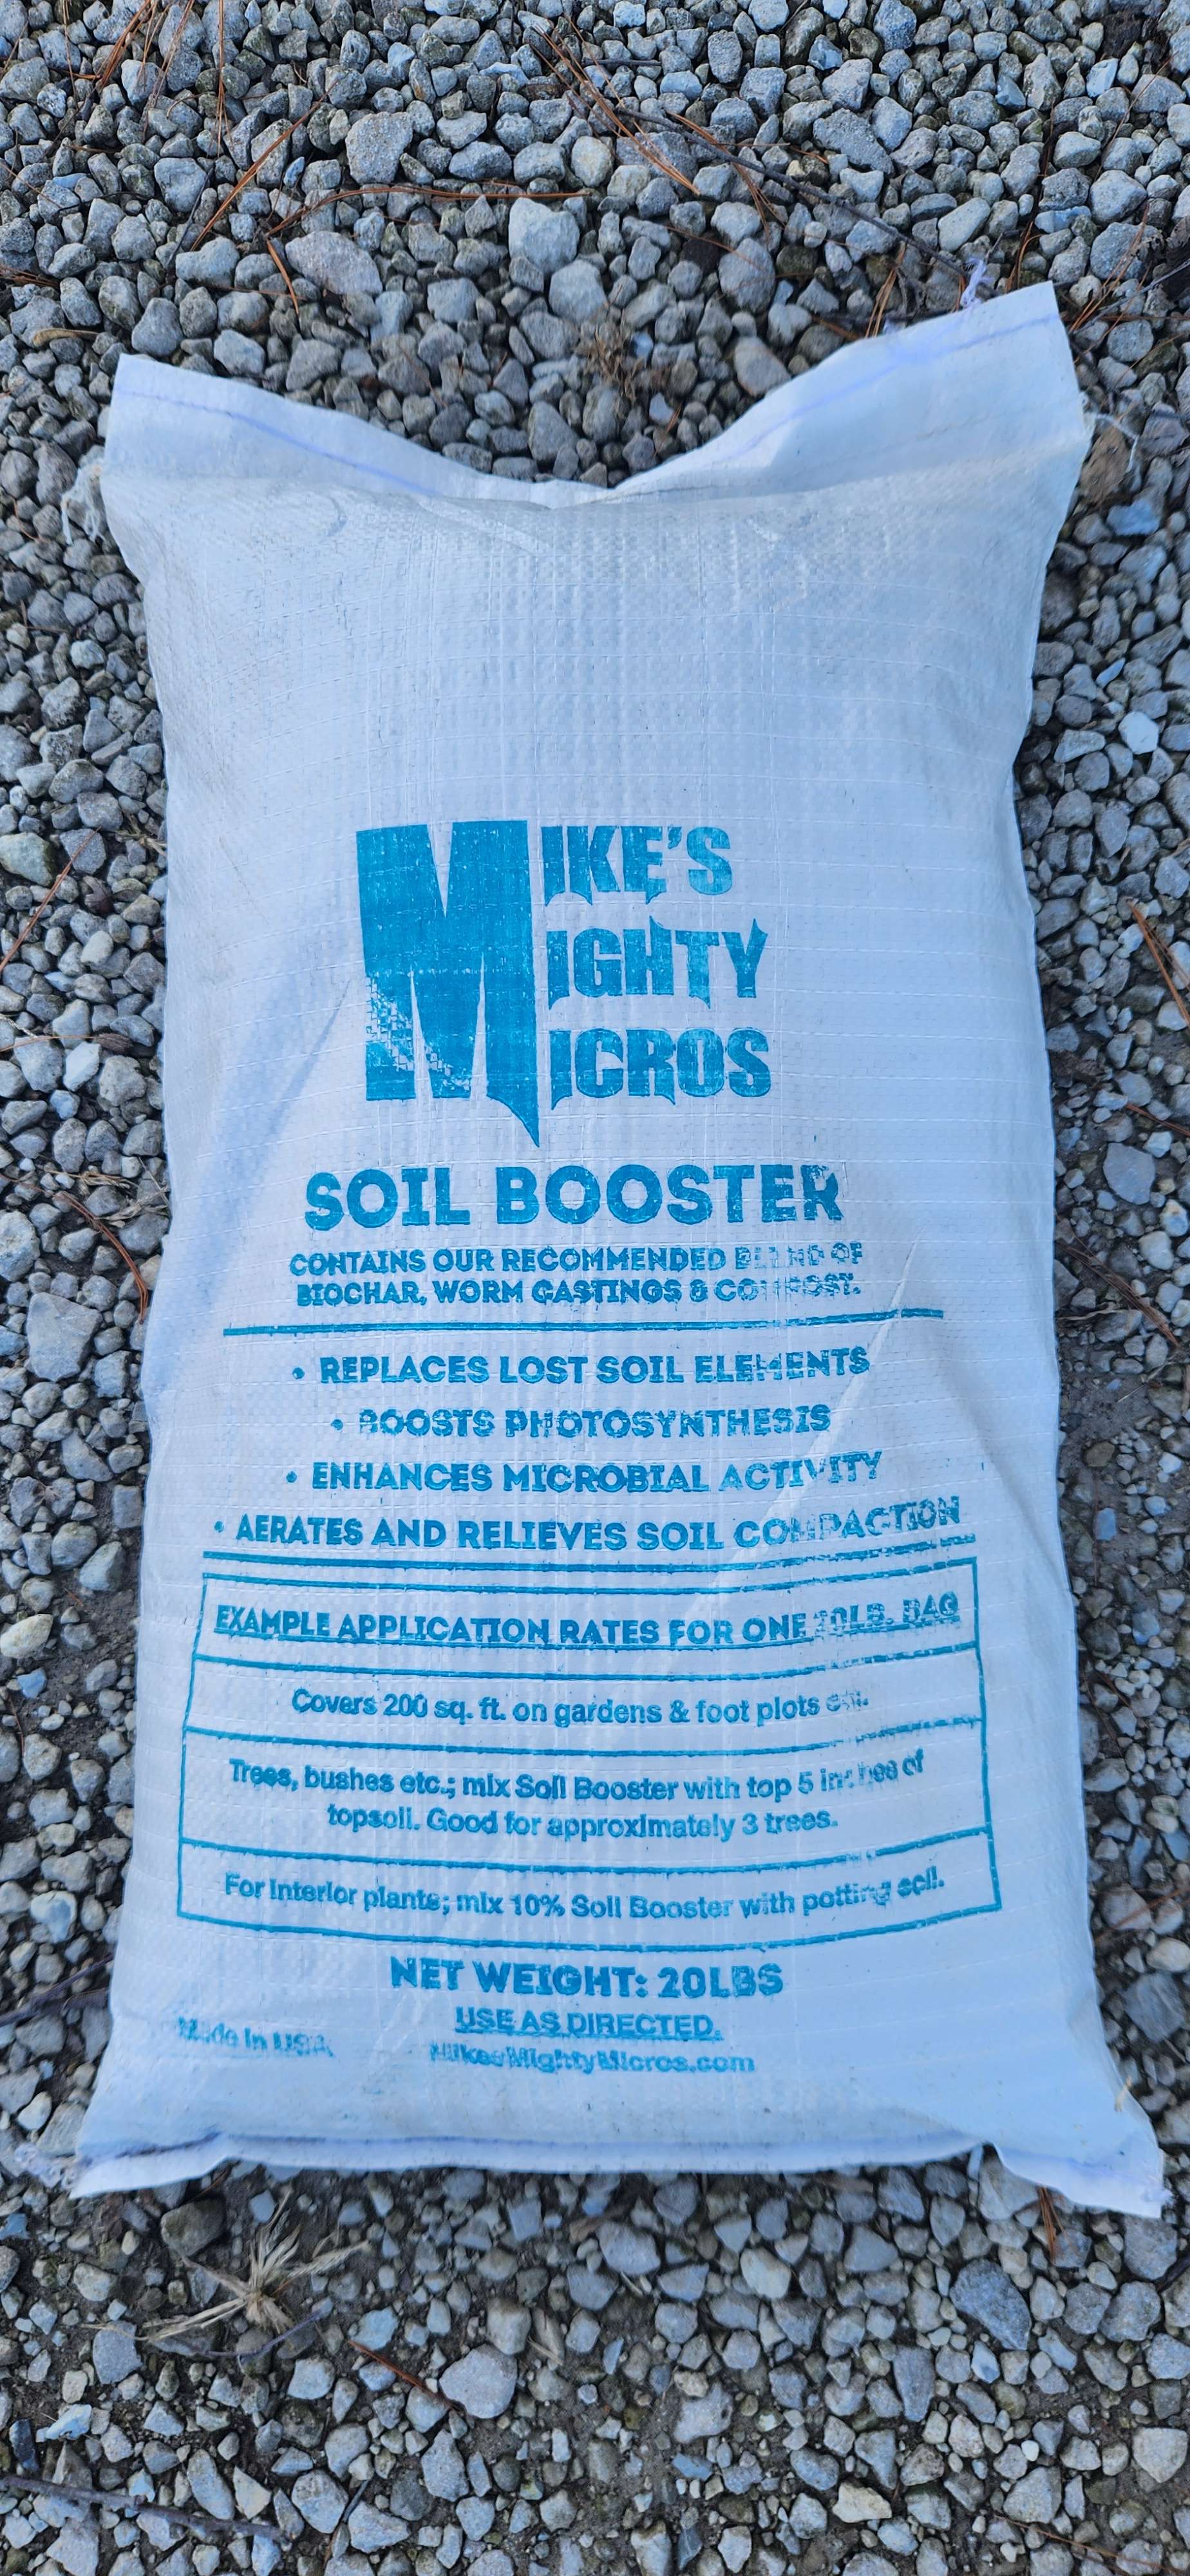 MIKE'S
MIGHTY
MICROS
SOIL BOOSTER
CONTAINS OUR RECOMMENDED BLEND OF
BIOCHAR, WORM CASTINGS & COMPOST.
• REPLACES LOST SOIL ELEMENTS
• BOOSTS PHOTOSYNTHESIS
• ENHANCES MICROBIAL ACTIVITY
• AERATES AND RELIEVES SOIL COMPACTION
EXAMPLE APPLICATION RATES FOR ONE 20LB. BAG
Covers 200 sq. ft. on gardens & foot plots
Trees, bushes etc.; mix Soil Booster with top 5 inches of
topsoil. Good for approximately 3 trees.
For Interior plants; mix 10% Soil Booster with potting soil.
NET WEIGHT: 20LBS
USE AS DIRECTED.
Made In USA
MikesMightyMicros.com